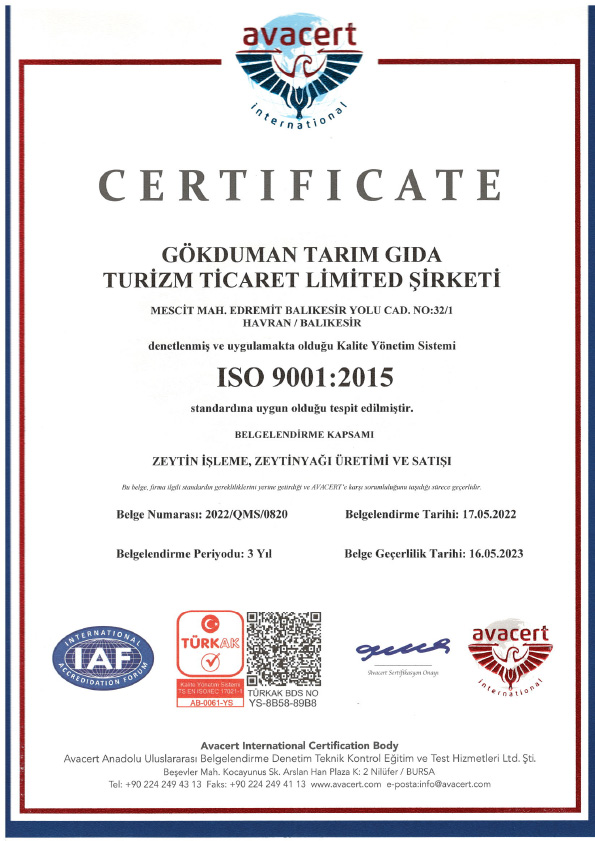 avacert
international
CERTIFICATE
GÖKDUMAN TARIM GIDA
TURİZM TİCARET LİMİTED ŞİRKETİ
MESCİT MAH. EDREMİT BALIKESİR YOLU CAD. NO:32/1
HAVRAN / BALIKESİR
denetlenmiş ve uygulamakta olduğu Kalite Yönetim Sistemi
ISO 9001:2015
standardına uygun olduğu tespit edilmiştir.
BELGELENDİRME KAPSAMI
ZEYTİN İŞLEME, ZEYTİNYAĞI ÜRETİMİ VE SATIŞI
Bu belge, firma ilgili standardın gerekliliklerini yerine getirdiği ve AVACERT'e karşı sorumluluğunu taşıdığı sürece geçerlidir.
Belge Numarası: 2022/QMS/0820
Belgelendirme Tarihi: 17.05.2022
Belgelendirme Periyodu: 3 Yıl
Belge Geçerlilik Tarihi: 16.05.2023
INTERNATIONAL
IAF
ACCREDIDATION FORUM
TÜRKAK
Kalite Yönetim Sistemi
TS EN ISO/IEC 17021-1
AB-0061-YS
TÜRKAK BDS NO
YS-8B58-89B8
Avacert Sertifikasyon Onayı
avacert
international
Avacert International Certification Body
Avacert Anadolu Uluslararası Belgelendirme Denetim Teknik Kontrol Eğitim ve Test Hizmetleri Ltd. Şti.
Beşevler Mah. Kocayunus Sk. Arslan Han Plaza K: 2 Nilüfer / BURSA
Tel: +90 224 249 43 13 Faks: +90 224 249 41 13 www.avacert.com e-posta:info@avacert.com